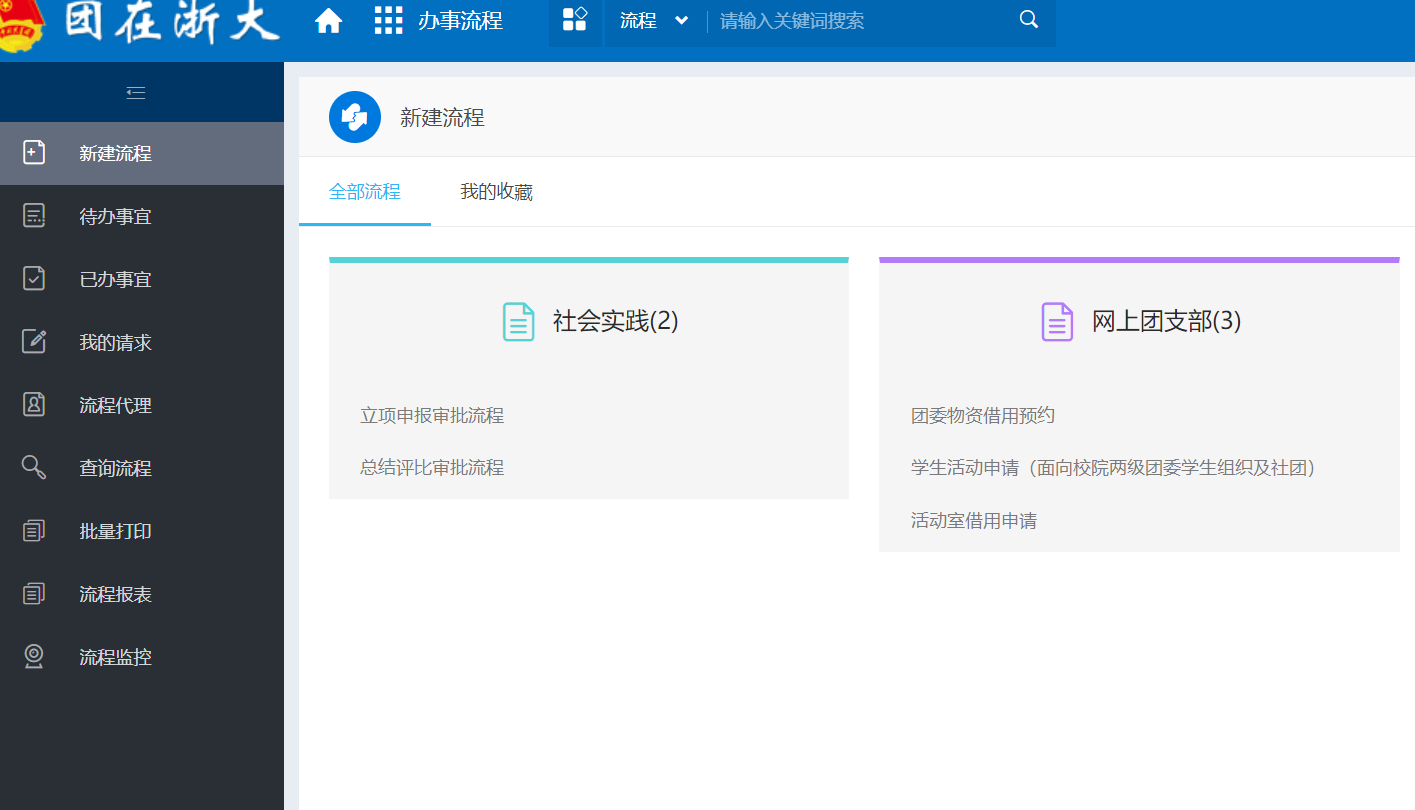 团在浙大
办事流程
流程
请输入关键词搜索
新建流程
待办事宜
已办事宜
我的请求
流程代理
查询流程
批量打印
流程报表
流程监控
新建流程
全部流程
我的收藏
社会实践(2)
立项申报审批流程
总结评比审批流程
网上团支部(3)
团委物资借用预约
学生活动申请（面向校院两级团委学生组织及社团）
活动室借用申请